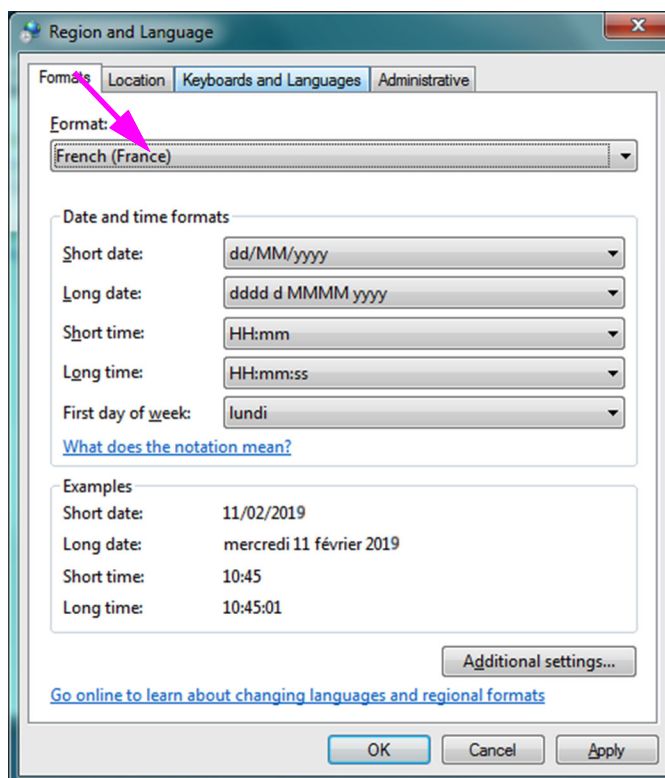 Region and Language
Formats Location Keyboards and Languages Administrative
Format:
French (France)
Date and time formats
Short date: dd/MM/yyyy
Long date: dddd d MMMM yyyy
Short time: HH:mm
Long time: HH:mm:ss
First day of week: lundi
What does the notation mean?
Examples
Short date: 11/02/2019
Long date: mercredi 11 février 2019
Short time: 10:45
Long time: 10:45:01
Additional settings...
Go online to learn about changing languages and regional formats
OK Cancel Apply